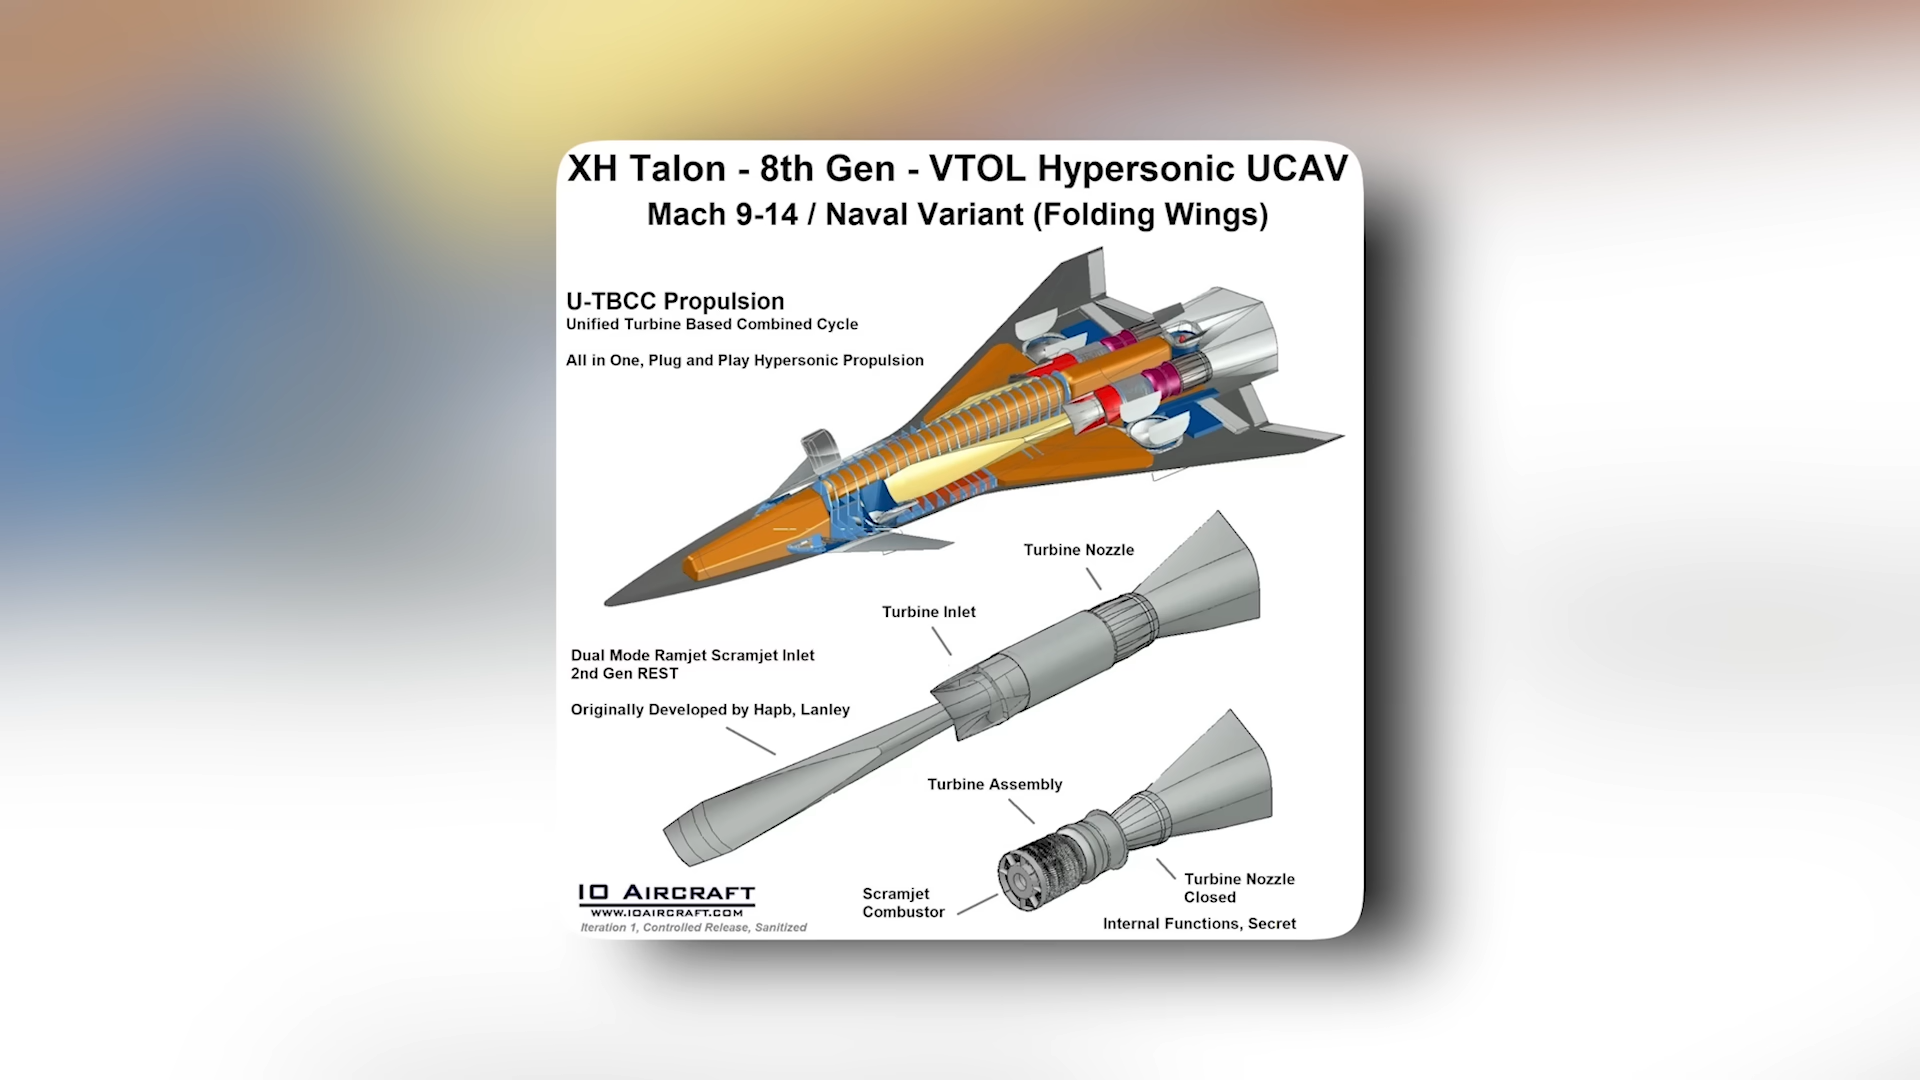 XH Talon - 8th Gen - VTOL Hypersonic UCAV
Mach 9-14 / Naval Variant (Folding Wings)
U-TBCC Propulsion
Unified Turbine Based Combined Cycle
All in One, Plug and Play Hypersonic Propulsion
Turbine Nozzle
Turbine Inlet
Dual Mode Ramjet Scramjet Inlet
2nd Gen REST
Originally Developed by Hapb, Lanley
Turbine Assembly
Scramjet
Combustor
Turbine Nozzle
Closed
Internal Functions, Secret
IO AIRCRAFT
WWW.IOAIRCRAFT.COM
Iteration 1, Controlled Release, Sanitized